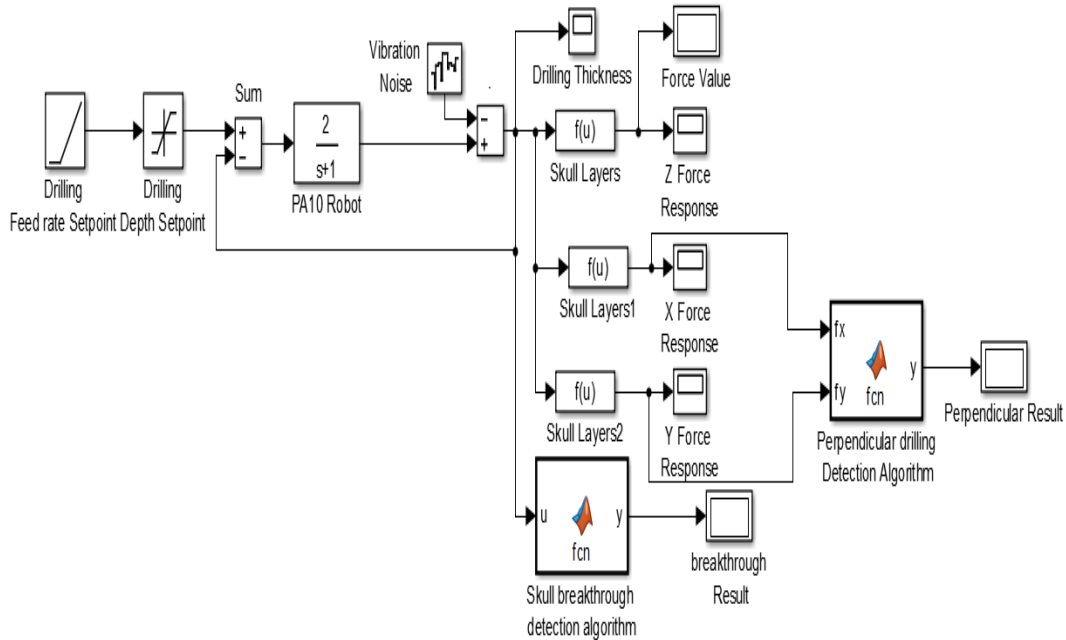 Vibration
Noise
.
Drilling Thickness
Force Value
Sum
+
−
2
s+1
−
+
f(u)
Skull Layers
Z Force
Response
Drilling
Feed rate Setpoint
Drilling
Depth Setpoint
PA10 Robot
f(u)
Skull Layers1
X Force
Response
fx
fy
y
fcn
Perpendicular Result
f(u)
Skull Layers2
Y Force
Response
Perpendicular drilling
Detection Algorithm
u
y
fcn
breakthrough
Result
Skull breakthrough
detection algorithm